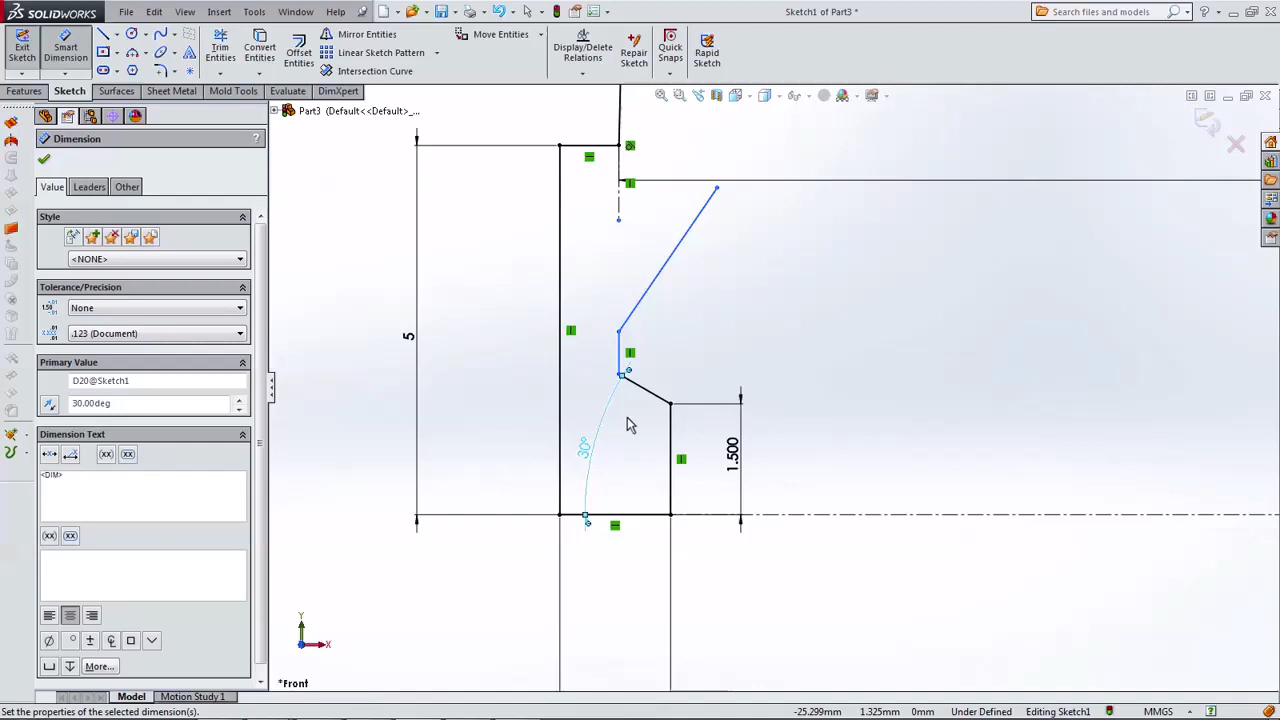 SOLIDWORKS File Edit View Insert Tools Window Help Sketch1 of Part3 * Search files and models
Exit Sketch
Smart Dimension
Trim Entities
Convert Entities
Offset Entities
Mirror Entities
Linear Sketch Pattern
Intersection Curve
Move Entities
Display/Delete Relations
Repair Sketch
Quick Snaps
Rapid Sketch
Features Sketch Surfaces Sheet Metal Mold Tools Evaluate DimXpert
Part3 (Default<<Default>_...
Dimension ?
Value Leaders Other
Style
<NONE>
Tolerance/Precision
None
.123 (Document)
Primary Value
D20@Sketch1
30.00deg
Dimension Text
(xx) (xx)
<DIM>
(xx) (xx)
More...
5
30°
1.500
Y
X
*Front
Model Motion Study 1
Set the properties of the selected dimension(s). -25.299mm 1.325mm 0mm Under Defined Editing Sketch1 MMGS